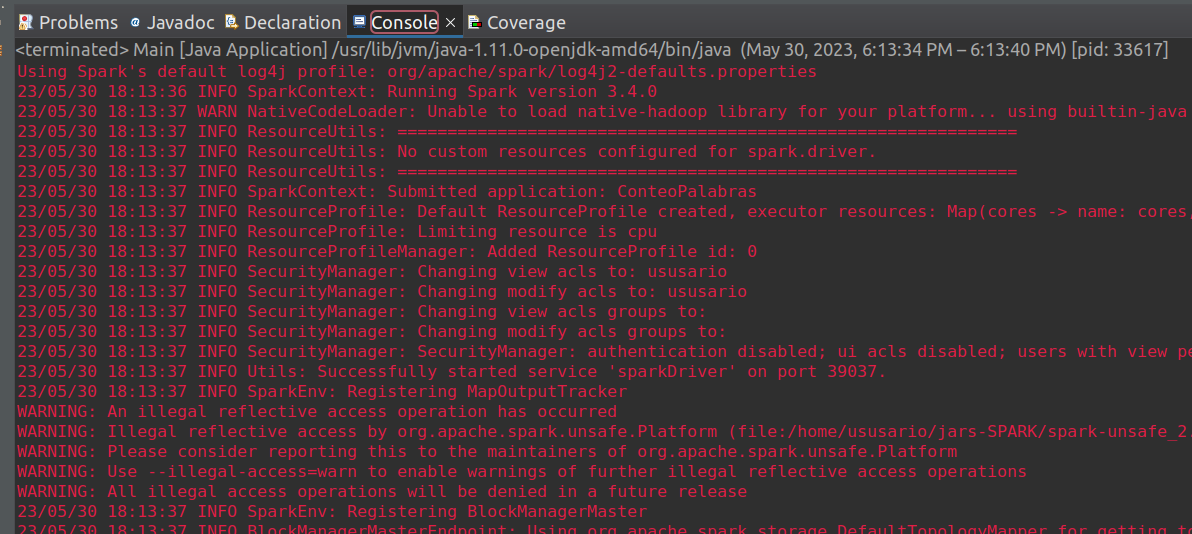 Problems Javadoc Declaration Console Coverage
<terminated> Main [Java Application] /usr/lib/jvm/java-1.11.0-openjdk-amd64/bin/java (May 30, 2023, 6:13:34 PM – 6:13:40 PM) [pid: 33617]
Using Spark's default log4j profile: org/apache/spark/log4j2-defaults.properties
23/05/30 18:13:36 INFO SparkContext: Running Spark version 3.4.0
23/05/30 18:13:37 WARN NativeCodeLoader: Unable to load native-hadoop library for your platform... using builtin-java
23/05/30 18:13:37 INFO ResourceUtils: ==============================================================
23/05/30 18:13:37 INFO ResourceUtils: No custom resources configured for spark.driver.
23/05/30 18:13:37 INFO ResourceUtils: ==============================================================
23/05/30 18:13:37 INFO SparkContext: Submitted application: ConteoPalabras
23/05/30 18:13:37 INFO ResourceProfile: Default ResourceProfile created, executor resources: Map(cores -> name: cores,
23/05/30 18:13:37 INFO ResourceProfile: Limiting resource is cpu
23/05/30 18:13:37 INFO ResourceProfileManager: Added ResourceProfile id: 0
23/05/30 18:13:37 INFO SecurityManager: Changing view acls to: ususario
23/05/30 18:13:37 INFO SecurityManager: Changing modify acls to: ususario
23/05/30 18:13:37 INFO SecurityManager: Changing view acls groups to:
23/05/30 18:13:37 INFO SecurityManager: Changing modify acls groups to:
23/05/30 18:13:37 INFO SecurityManager: SecurityManager: authentication disabled; ui acls disabled; users with view pe
23/05/30 18:13:37 INFO Utils: Successfully started service 'sparkDriver' on port 39037.
23/05/30 18:13:37 INFO SparkEnv: Registering MapOutputTracker
WARNING: An illegal reflective access operation has occurred
WARNING: Illegal reflective access by org.apache.spark.unsafe.Platform (file:/home/ususario/jars-SPARK/spark-unsafe_2.
WARNING: Please consider reporting this to the maintainers of org.apache.spark.unsafe.Platform
WARNING: Use --illegal-access=warn to enable warnings of further illegal reflective access operations
WARNING: All illegal access operations will be denied in a future release
23/05/30 18:13:37 INFO SparkEnv: Registering BlockManagerMaster
23/05/30 18:13:37 INFO BlockManagerMasterEndpoint: Using org.apache.spark.storage.DefaultTopologyMapper for getting to